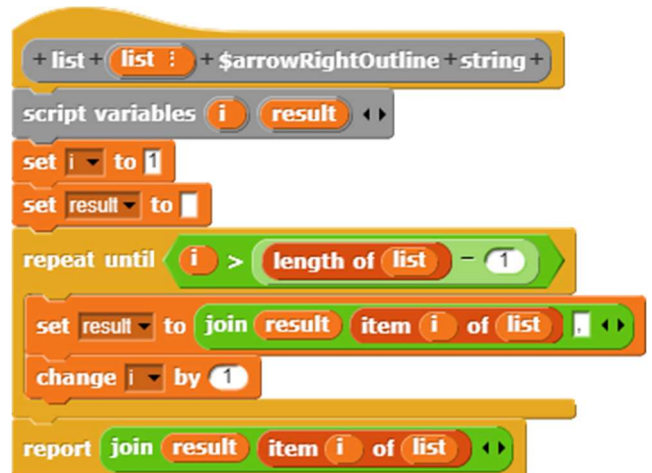 + list + list ⋮ + $arrowRightOutline + string +
script variables i result
set i to 1
set result to
repeat until i > length of list - 1
set result to join result item i of list ,
change i by 1
report join result item i of list